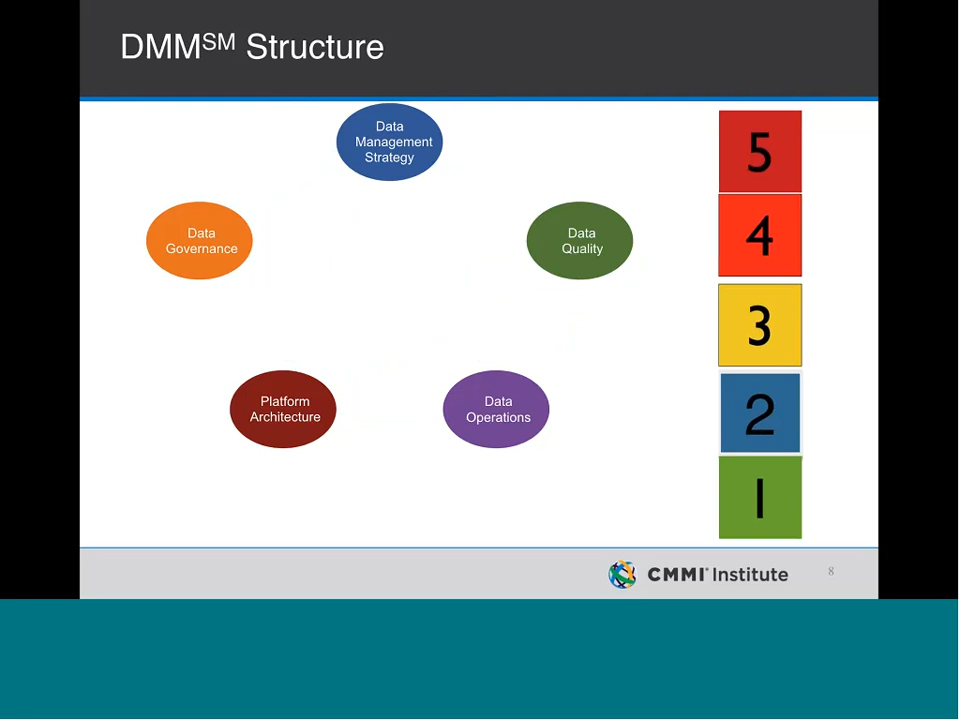 DMMSM Structure
Data
Management
Strategy
Data
Governance
Data
Quality
Platform
Architecture
Data
Operations
5
4
3
2
1
CMMI® Institute
8